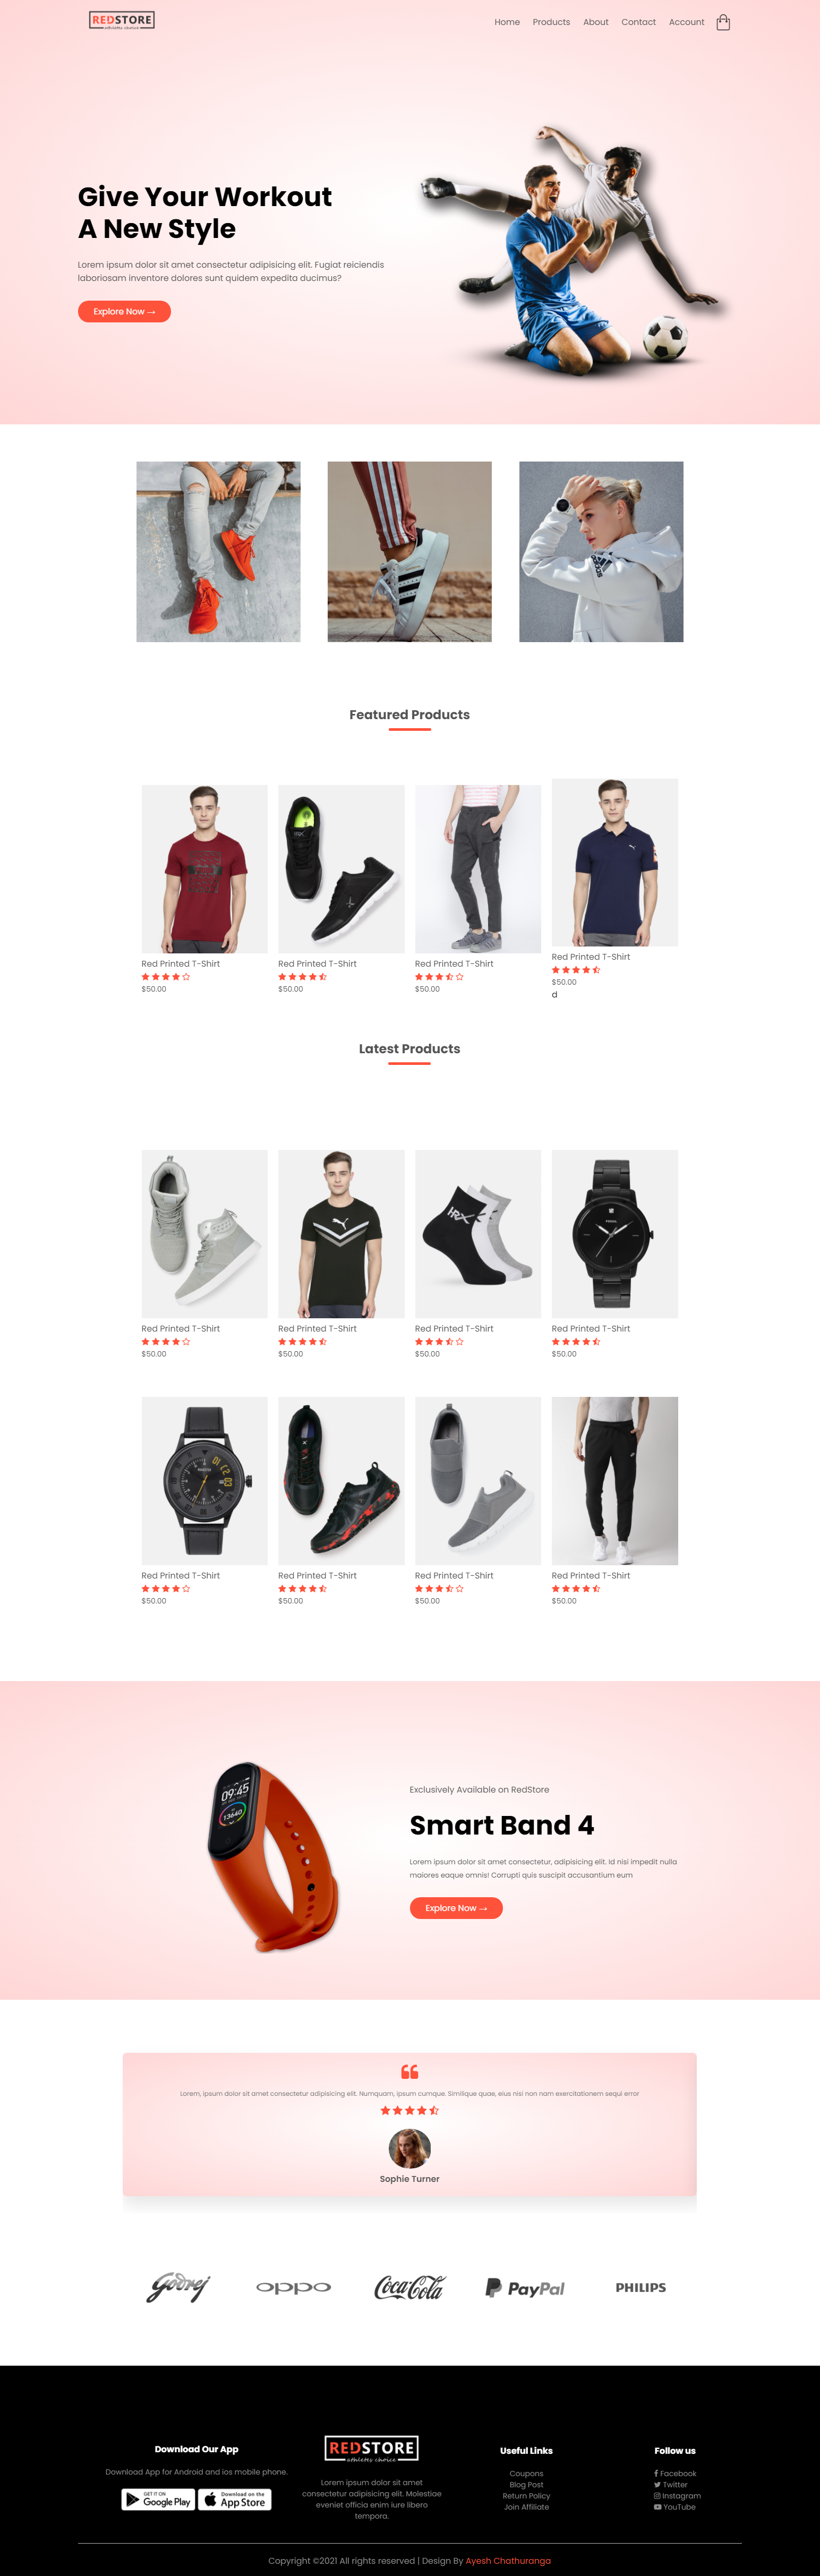 REDSTORE
athletes choice
Home Products About Contact Account
Give Your Workout
A New Style
Lorem ipsum dolor sit amet consectetur adipisicing elit. Fugiat reiciendis
laboriosam inventore dolores sunt quidem expedita ducimus?
Explore Now →
Featured Products
Red Printed T-Shirt
$50.00
Red Printed T-Shirt
$50.00
Red Printed T-Shirt
$50.00
Red Printed T-Shirt
$50.00
d
Latest Products
Red Printed T-Shirt
$50.00
Red Printed T-Shirt
$50.00
HRX
Red Printed T-Shirt
$50.00
FOSSIL
Red Printed T-Shirt
$50.00
Red Printed T-Shirt
$50.00
Red Printed T-Shirt
$50.00
Red Printed T-Shirt
$50.00
Red Printed T-Shirt
$50.00
09:45
13640
Exclusively Available on RedStore
Smart Band 4
Lorem ipsum dolor sit amet consectetur, adipisicing elit. Id nisi impedit nulla
maiores eaque omnis! Corrupti quis suscipit accusantium eum
Explore Now →
Lorem, ipsum dolor sit amet consectetur adipisicing elit. Numquam, ipsum cumque. Similique quae, eius nisi non nam exercitationem sequi error
Sophie Turner
Godrej
oppo
Coca-Cola
PayPal
PHILIPS
Download Our App
Download App for Android and ios mobile phone.
GET IT ON
Google Play
Download on the
App Store
REDSTORE
athletes choice
Lorem ipsum dolor sit amet
consectetur adipisicing elit. Molestiae
eveniet officia enim iure libero
tempora.
Useful Links
Coupons
Blog Post
Return Policy
Join Affiliate
Follow us
Facebook
Twitter
Instagram
YouTube
Copyright ©2021 All rights reserved | Design By Ayesh Chathuranga